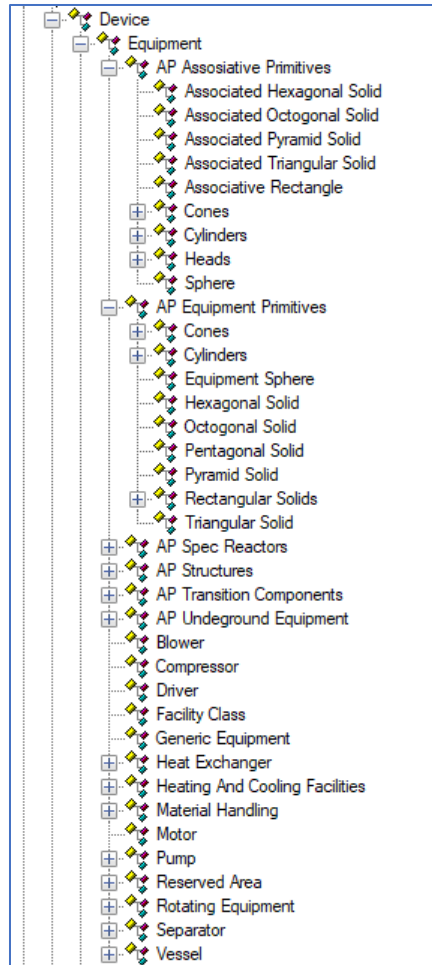 Device
Equipment
AP Assosiative Primitives
Associated Hexagonal Solid
Associated Octogonal Solid
Associated Pyramid Solid
Associated Triangular Solid
Associative Rectangle
Cones
Cylinders
Heads
Sphere
AP Equipment Primitives
Cones
Cylinders
Equipment Sphere
Hexagonal Solid
Octogonal Solid
Pentagonal Solid
Pyramid Solid
Rectangular Solids
Triangular Solid
AP Spec Reactors
AP Structures
AP Transition Components
AP Undeground Equipment
Blower
Compressor
Driver
Facility Class
Generic Equipment
Heat Exchanger
Heating And Cooling Facilities
Material Handling
Motor
Pump
Reserved Area
Rotating Equipment
Separator
Vessel